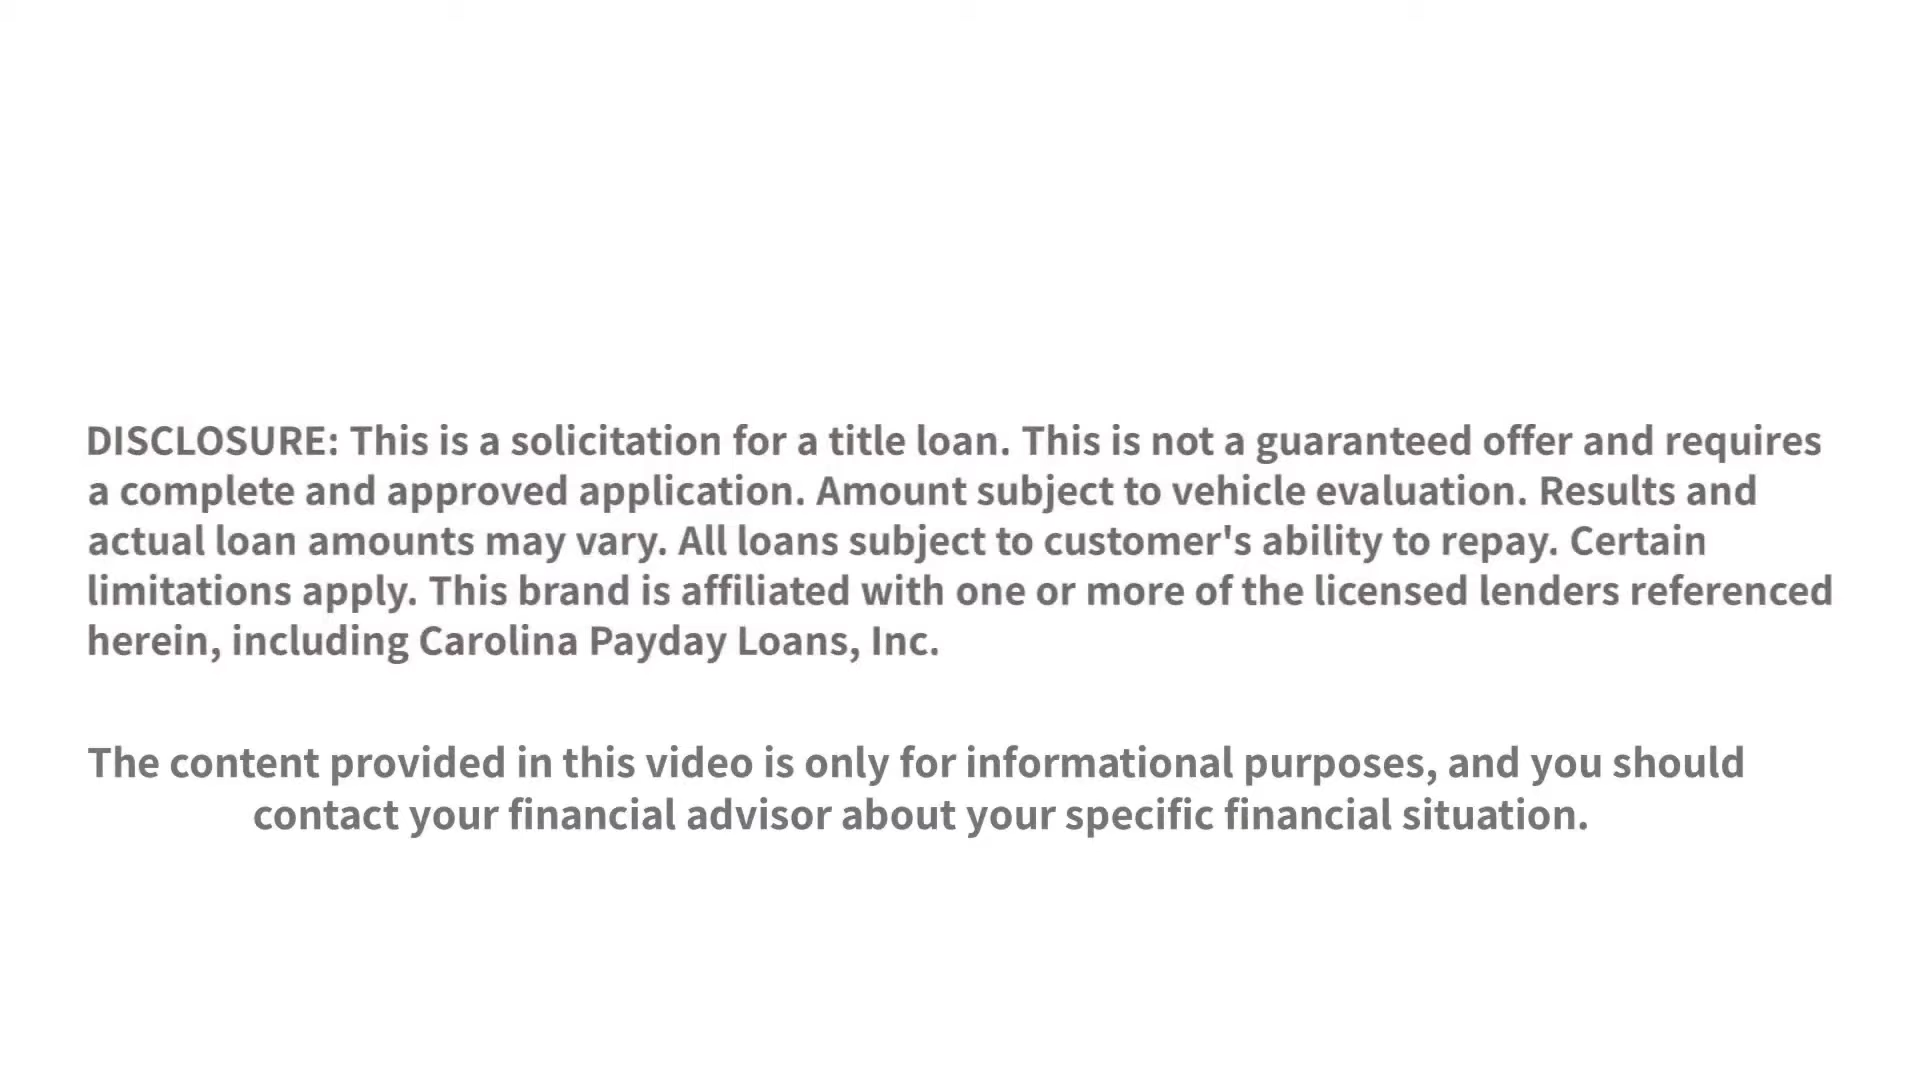 DISCLOSURE: This is a solicitation for a title loan. This is not a guaranteed offer and requires
a complete and approved application. Amount subject to vehicle evaluation. Results and
actual loan amounts may vary. All loans subject to customer's ability to repay. Certain
limitations apply. This brand is affiliated with one or more of the licensed lenders referenced
herein, including Carolina Payday Loans, Inc.
The content provided in this video is only for informational purposes, and you should
contact your financial advisor about your specific financial situation.